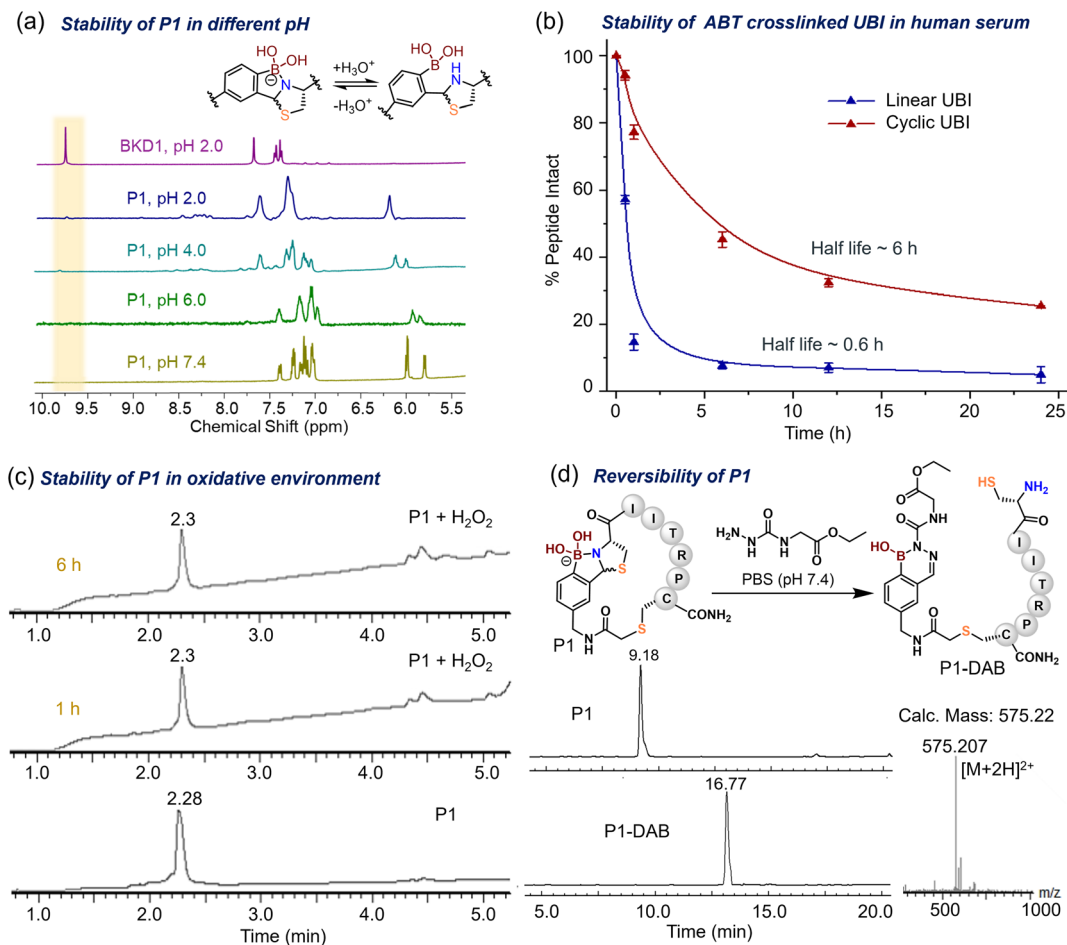 (a) Stability of P1 in different pH
HO OH
B
N
S
+H₃O⁺
-H₃O⁺
HO OH
B
H
N
S
BKD1, pH 2.0
P1, pH 2.0
P1, pH 4.0
P1, pH 6.0
P1, pH 7.4
10.0 9.5 9.0 8.5 8.0 7.5 7.0 6.5 6.0 5.5
Chemical Shift (ppm)
(b) Stability of ABT crosslinked UBI in human serum
% Peptide Intact
100
80
60
40
20
0
Linear UBI
Cyclic UBI
Half life ~ 6 h
Half life ~ 0.6 h
0 5 10 15 20 25
Time (h)
(c) Stability of P1 in oxidative environment
2.3
P1 + H₂O₂
6 h
1.0 2.0 3.0 4.0 5.0
2.3
P1 + H₂O₂
1 h
1.0 2.0 3.0 4.0 5.0
2.28
P1
1.0 2.0 3.0 4.0 5.0
Time (min)
(d) Reversibility of P1
HO OH
B
N
S
O
I I T R P C
CONH₂
S
O
NH
P1
H₂N N H O N H O O
PBS (pH 7.4)
O O
NH
O
N
HO B N
NH
O
S
HS NH₂
O
I I T R P C
CONH₂
P1-DAB
9.18
P1
Calc. Mass: 575.22
575.207
[M+2H]²⁺
16.77
P1-DAB
5.0 10.0 15.0 20.0
Time (min)
500 1000 m/z